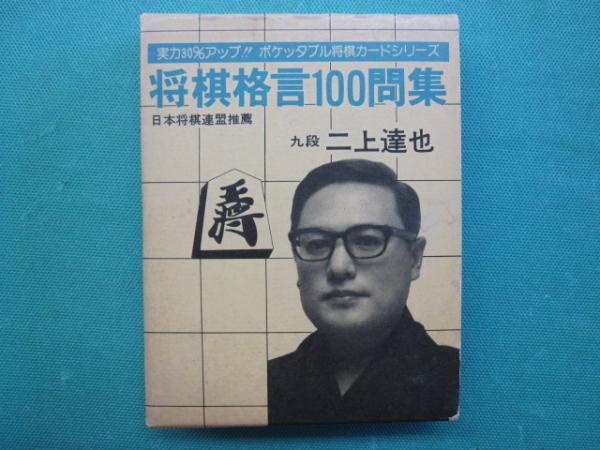 実力30%アップ!! ポケッタブル将棋カードシリーズ
将棋格言100問集
日本将棋連盟推薦
九段 二上達也
王将